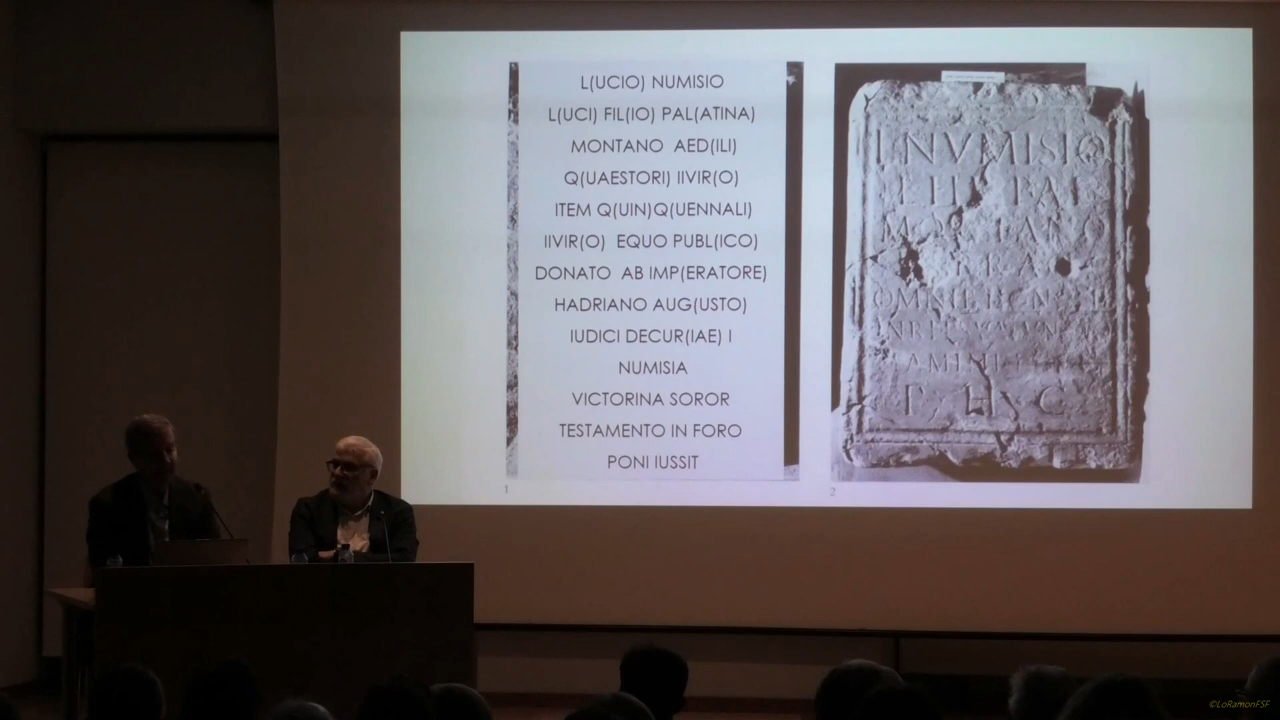 L(UCIO) NUMISIO
L(UCI) FIL(IO) PAL(ATINA)
MONTANO AED(ILI)
Q(UAESTORI) IIVIR(O)
ITEM Q(UIN)Q(UENNALI)
IIVIR(O) EQUO PUBL(ICO)
DONATO AB IMP(ERATORE)
HADRIANO AUG(USTO)
IUDICI DECUR(IAE) I
NUMISIA
VICTORINA SOROR
TESTAMENTO IN FORO
PONI IUSSIT
1
L NVMISIO
2
©LoRamonFSF